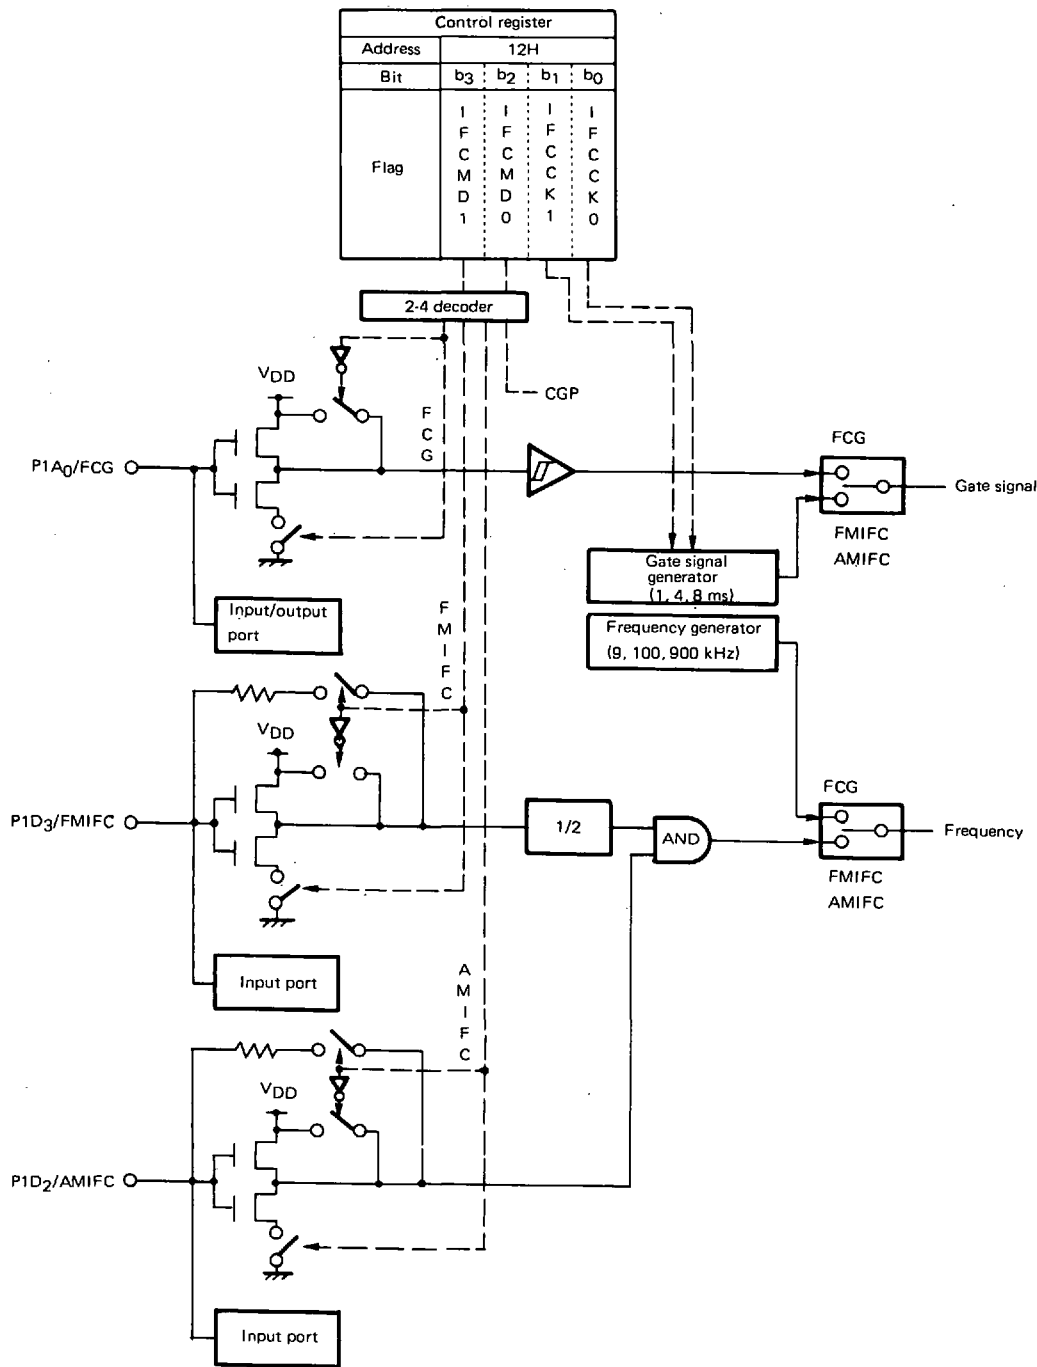 Control register
Address 12H
Bit b3 b2 b1 b0
Flag IFCMD1 IFCMD0 IFCCK1 IFCCK0
2-4 decoder
VDD
CGP
FCG
P1A0/FCG
FCG
Gate signal
FMIFC
AMIFC
Gate signal
generator
(1, 4, 8 ms)
Input/output
port
FMIFC
Frequency generator
(9, 100, 900 kHz)
VDD
FCG
P1D3/FMIFC
1/2
AND
Frequency
FMIFC
AMIFC
Input port
AMIFC
VDD
P1D2/AMIFC
Input port